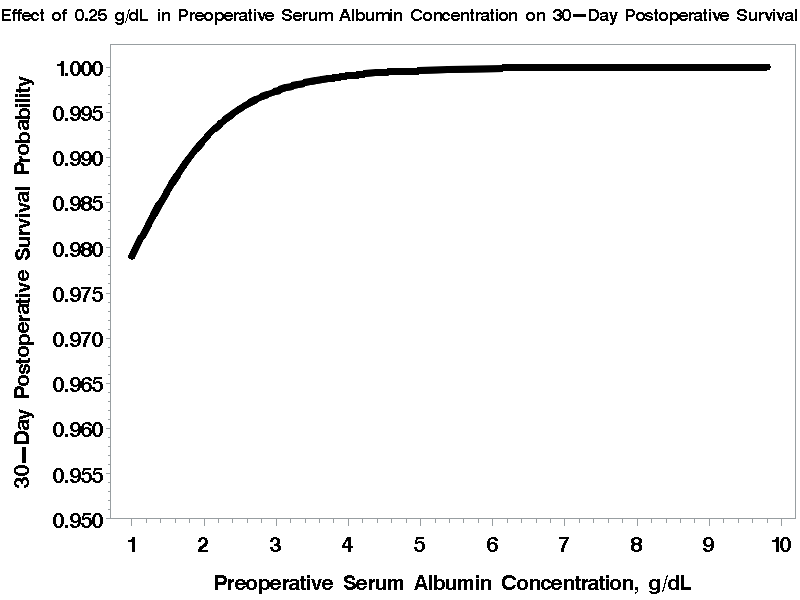 Effect of 0.25 g/dL in Preoperative Serum Albumin Concentration on 30—Day Postoperative Survival
30—Day Postoperative Survival Probability
1.000
0.995
0.990
0.985
0.980
0.975
0.970
0.965
0.960
0.955
0.950
1 2 3 4 5 6 7 8 9 10
Preoperative Serum Albumin Concentration, g/dL